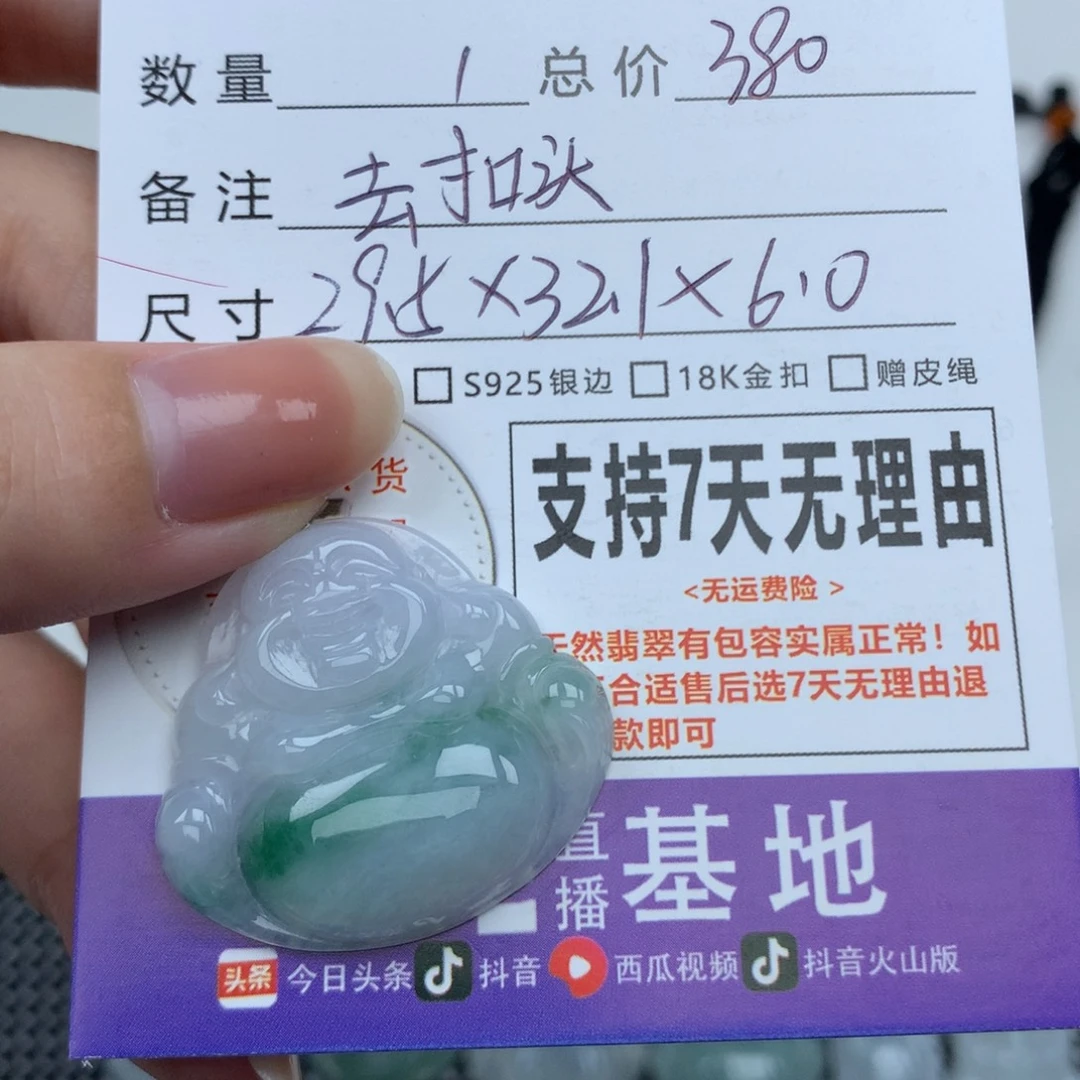 数量 1 总价 380
备注 去扣头
尺寸 29.5×32.1×6.0
S925银边 18K金扣 赠皮绳
货
支持7天无理由
<无运费险 >
天然翡翠有包容实属正常！如
合适售后选7天无理由退
款即可
直播 基地
头条 今日头条 抖音 西瓜视频 抖音火山版